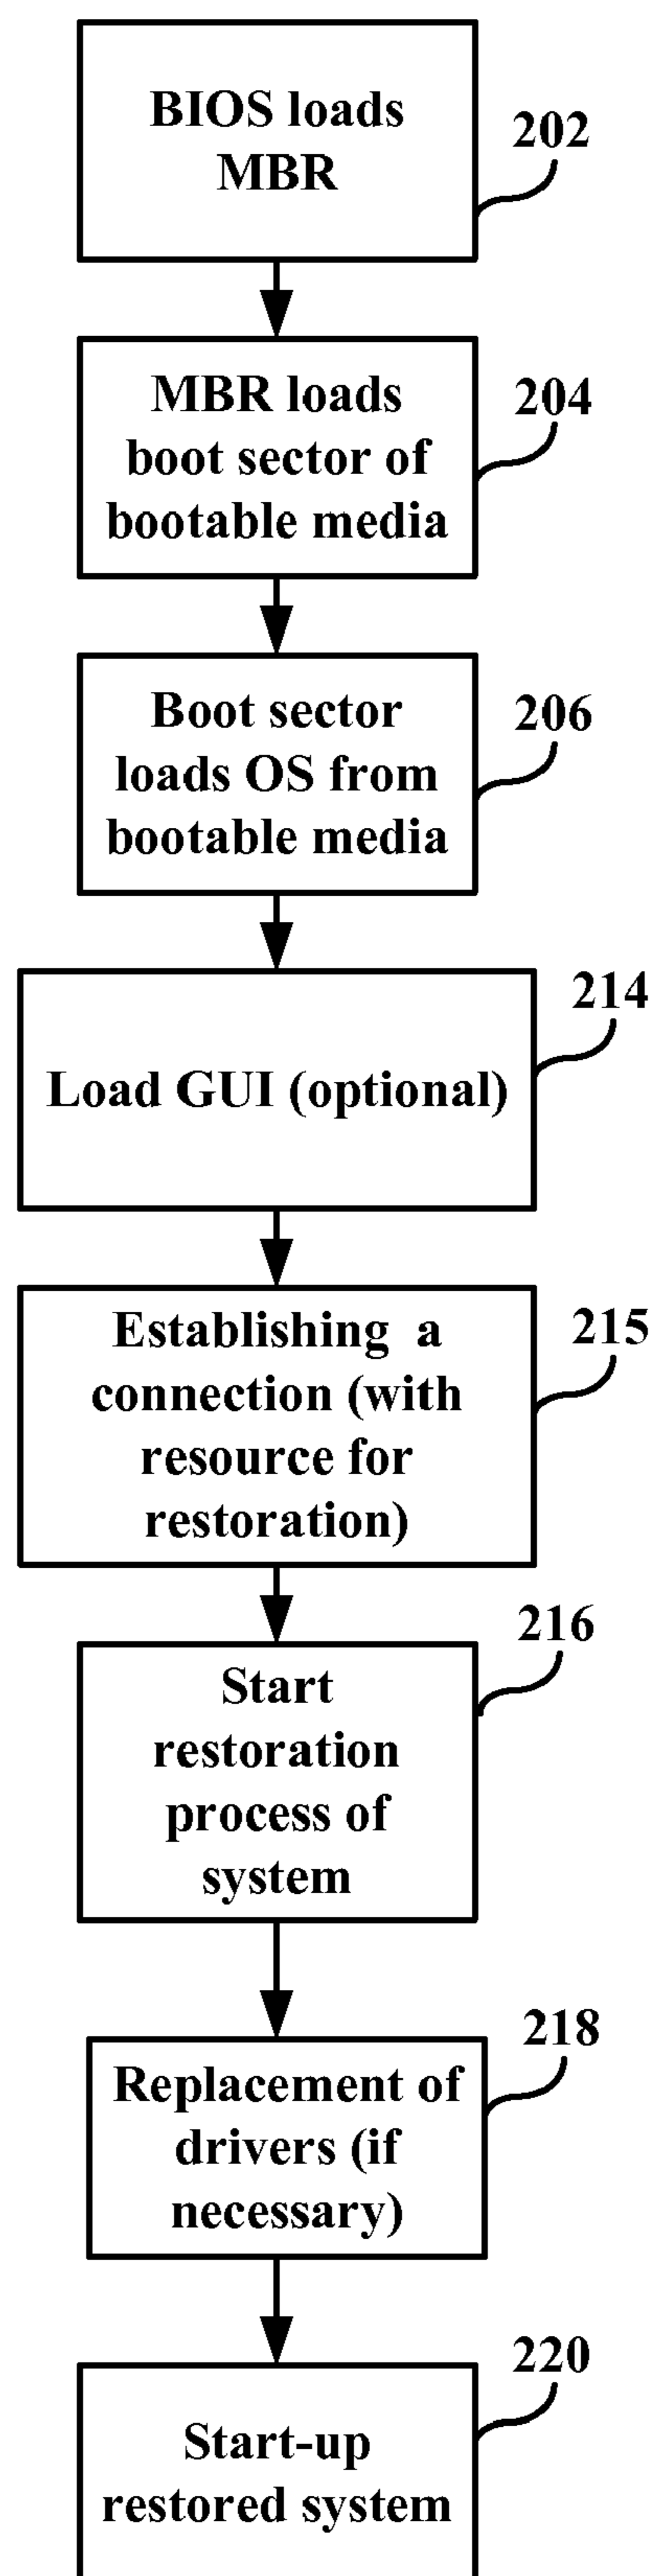 BIOS loads
MBR
202
MBR loads
boot sector of
bootable media
204
Boot sector
loads OS from
bootable media
206
Load GUI (optional)
214
Establishing a
connection (with
resource for
restoration)
215
Start
restoration
process of
system
216
Replacement of
drivers (if
necessary)
218
Start-up
restored system
220